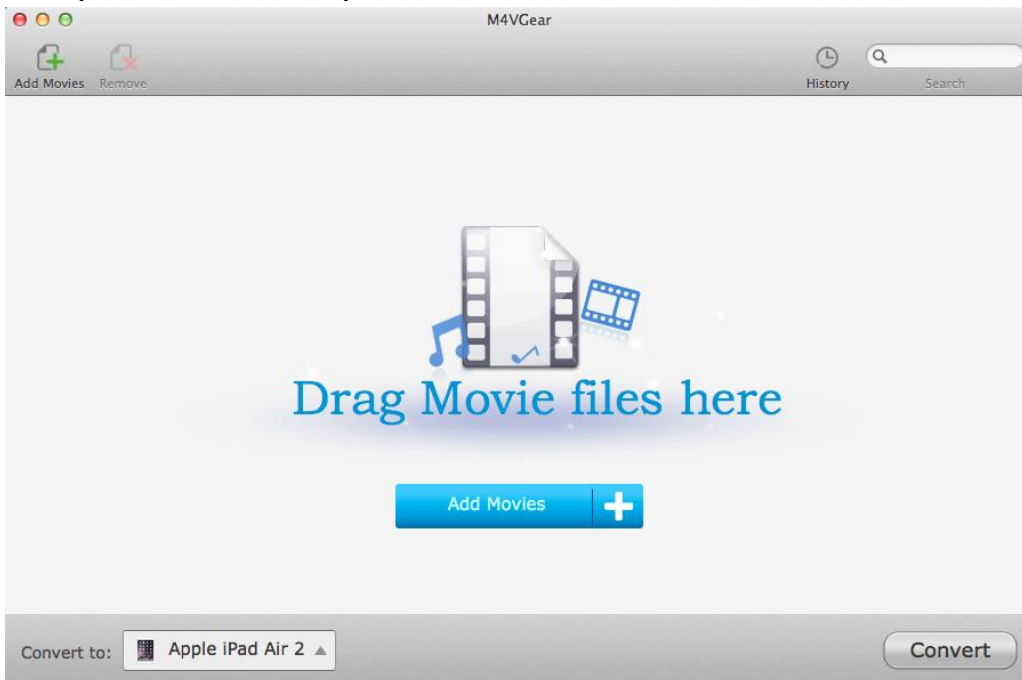 M4VGear
Add Movies Remove
History Search
Drag Movie files here
Add Movies
Convert to: Apple iPad Air 2
Convert